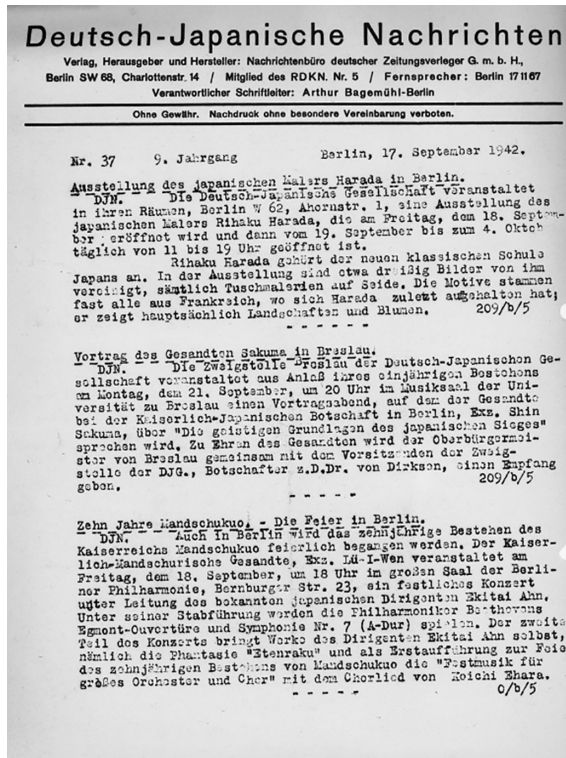 Deutsch-Japanische Nachrichten
Verlag, Herausgeber und Hersteller: Nachrichtenbüro deutscher Zeitungsverleger G. m. b. H.,
Berlin SW 68, Charlottenstr. 14 / Mitglied des RDKN. Nr. 5 / Fernsprecher: Berlin 17 11 67
Verantwortlicher Schriftleiter: Arthur Bagemühl-Berlin
Ohne Gewähr. Nachdruck ohne besondere Vereinbarung verboten.
Nr. 37 9. Jahrgang Berlin, 17. September 1942.
Ausstellung des japanischen Malers Harada in Berlin.
DJN. Die Deutsch-Japanische Gesellschaft veranstaltet
in ihren Räumen, Berlin W 62, Ahornstr. 1, eine Ausstellung des
japanischen Malers Rihaku Harada, die am Freitag, dem 18. Septem-
ber eröffnet wird und dann vom 19. September bis zum 4. Oktob
täglich von 11 bis 19 Uhr geöffnet ist.
Rihaku Harada gehört der neuen klassischen Schule
Japans an. In der Ausstellung sind etwa dreißig Bilder von ihm
vereinigt, sämtlich Tuschmalerien auf Seide. Die Motive stammen
fast alle aus Frankreich, wo sich Harada zuletzt aufgehalten hat;
er zeigt hauptsächlich Landschaften und Blumen. 209/b/5
- - - - - -
Vortrag des Gesandten Sakuma in Breslau.
DJN. Die Zweigstelle Breslau der Deutsch-Japanischen Ge-
sellschaft veranstaltet aus Anlaß ihres einjährigen Bestehens
am Montag, dem 21. September, um 20 Uhr im Musiksaal der Uni-
versität zu Breslau einen Vortragsabend, auf dem der Gesandte
bei der Kaiserlich-Japanischen Botschaft in Berlin, Exz. Shin
Sakuma, über "Die geistigen Grundlagen des japanischen Sieges"
sprechen wird. Zu Ehren des Gesandten wird der Oberbürgermei-
ster von Breslau gemeinsam mit dem Vorsitzenden der Zweig-
stelle der DJG., Botschafter z.D.Dr. von Dirksen, einen Empfang
geben. 209/b/5
- - - - -
Zehn Jahre Mandschukuo. - Die Feier in Berlin.
DJN. Auch in Berlin wird das zehnjährige Bestehen des
Kaiserreichs Mandschukuo feierlich begangen werden. Der Kaiser-
lich-Mandschurische Gesandte, Exz. Lü-I-Wen veranstaltet am
Freitag, dem 18. September, um 18 Uhr im großen Saal der Berli-
ner Philharmonie, Bernburger Str. 23, ein festliches Konzert
unter Leitung des bekannten japanischen Dirigenten Ekitai Ahn.
Unter seiner Stabführung werden die Philharmoniker Beethovens
Egmont-Ouvertüre und Symphonie Nr. 7 (A-Dur) spielen. Der zweite
Teil des Konzerts bringt Werke des Dirigenten Ekitai Ahn selbst,
nämlich die Phantasie "Etenraku" und als Erstaufführung zur Feie
des zehnjährigen Bestehens von Mandschukuo die "Festmusik für
großes Orchester und Chor" mit dem Chorlied von Koichi Ehara.
- - - - - 0/b/5